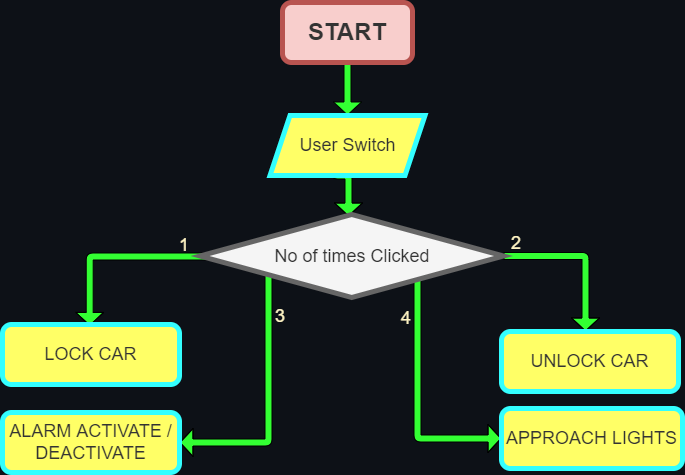 START
User Switch
No of times Clicked
1
2
3
4
LOCK CAR
UNLOCK CAR
ALARM ACTIVATE /
DEACTIVATE
APPROACH LIGHTS